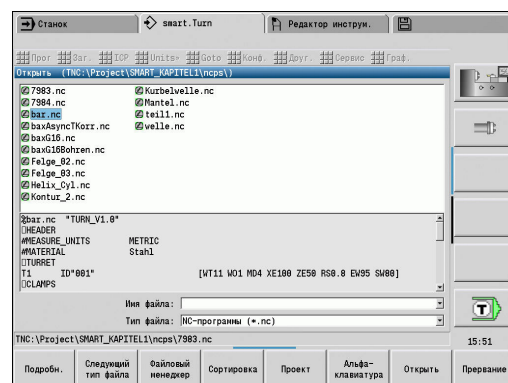 Станок smart.Turn Редактор инструм.
Прог Заг. ICP Units» Goto Конф. Друг. Сервис Граф.
Открыть (TNC:\Project\SMART_KAPITEL1\ncps\)
7983.nc Kurbelwelle.nc
7984.nc Mantel.nc
bar.nc teil1.nc
baxAsyncTKorr.nc welle.nc
baxG16.nc
baxG16Bohren.nc
Felge_02.nc
Felge_03.nc
Helix_Cyl.nc
Kontur_2.nc
%bar.nc "TURN_V1.0"
HEADER
#MEASURE_UNITS METRIC
#MATERIAL Stahl
TURRET
T1 ID"001" [WT11 WO1 MD4 XE100 ZE50 RS0.8 EW95 SW80]
CLAMPS
Имя файла:
Тип файла: NC-программы (*.nc)
TNC:\Project\SMART_KAPITEL1\ncps\7983.nc
T
15:51
Подробн. Следующий тип файла Файловый менеджер Сортировка Проект Альфа-клавиатура Открыть Прервание